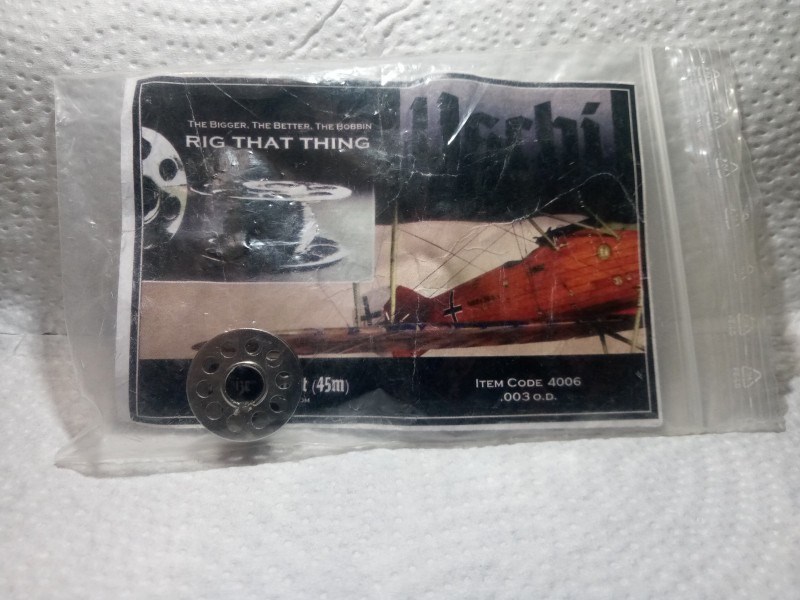 THE BIGGER. THE BETTER. THE BOBBIN
RIG THAT THING
Uschi
(45m)
ITEM CODE 4006
.003 O.D.